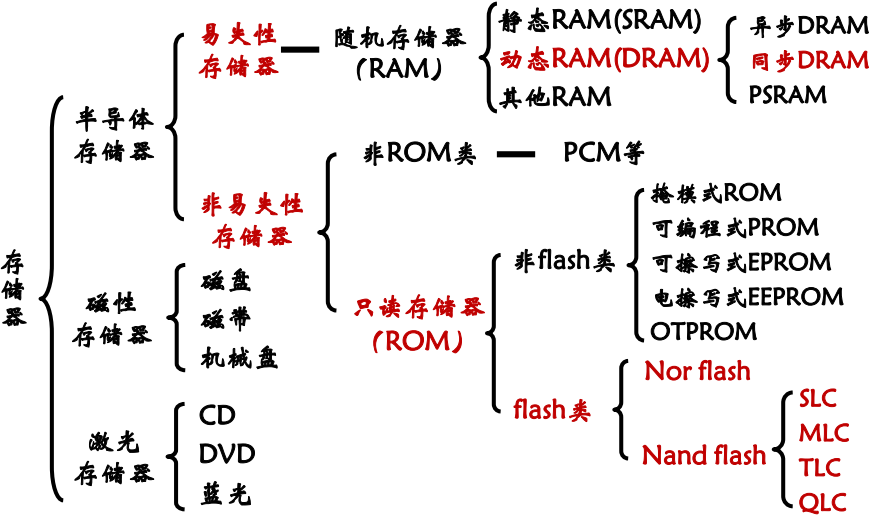 存储器
半导体
存储器
易失性
存储器
随机存储器
（RAM）
静态RAM(SRAM)
动态RAM(DRAM)
异步DRAM
同步DRAM
PSRAM
其他RAM
非易失性
存储器
非ROM类
PCM等
只读存储器
（ROM）
非flash类
掩模式ROM
可编程式PROM
可擦写式EPROM
电擦写式EEPROM
OTPROM
flash类
Nor flash
Nand flash
SLC
MLC
TLC
QLC
磁性
存储器
磁盘
磁带
机械盘
激光
存储器
CD
DVD
蓝光